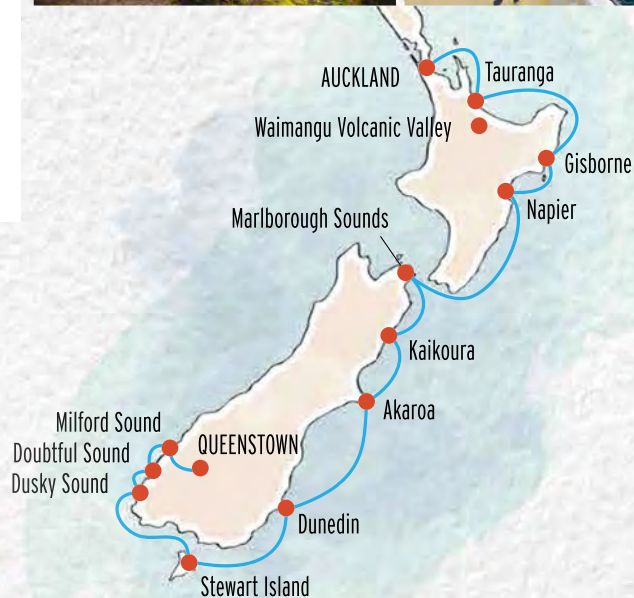 AUCKLAND
Tauranga
Waimangu Volcanic Valley
Gisborne
Napier
Marlborough Sounds
Kaikoura
Akaroa
Milford Sound
QUEENSTOWN
Doubtful Sound
Dusky Sound
Dunedin
Stewart Island